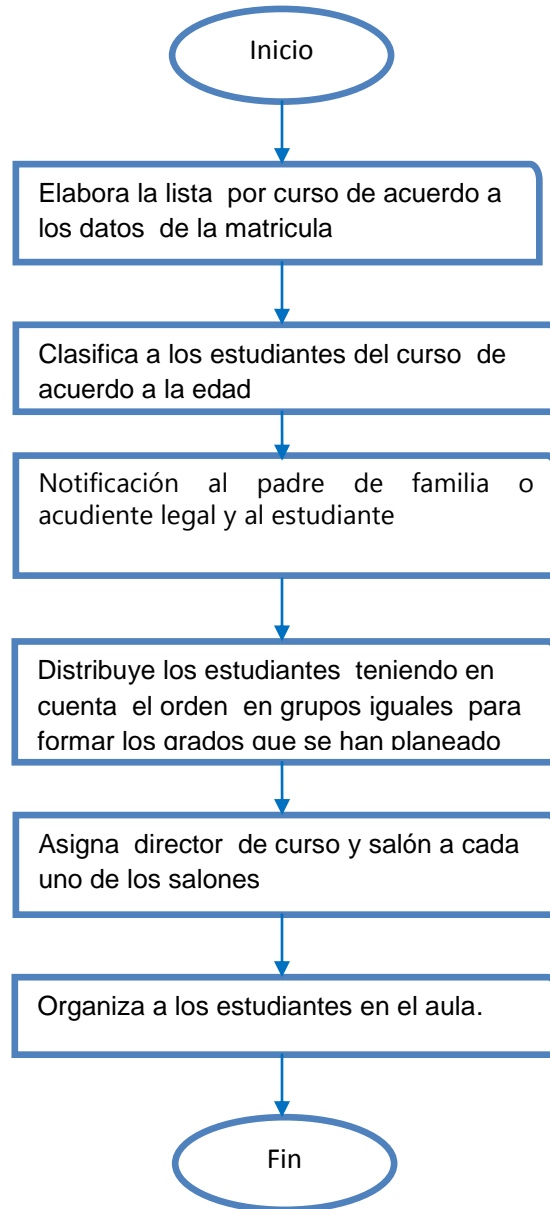 Inicio
Elabora la lista por curso de acuerdo a
los datos de la matricula
Clasifica a los estudiantes del curso de
acuerdo a la edad
Notificación al padre de familia o
acudiente legal y al estudiante
Distribuye los estudiantes teniendo en
cuenta el orden en grupos iguales para
formar los grados que se han planeado
Asigna director de curso y salón a cada
uno de los salones
Organiza a los estudiantes en el aula.
Fin